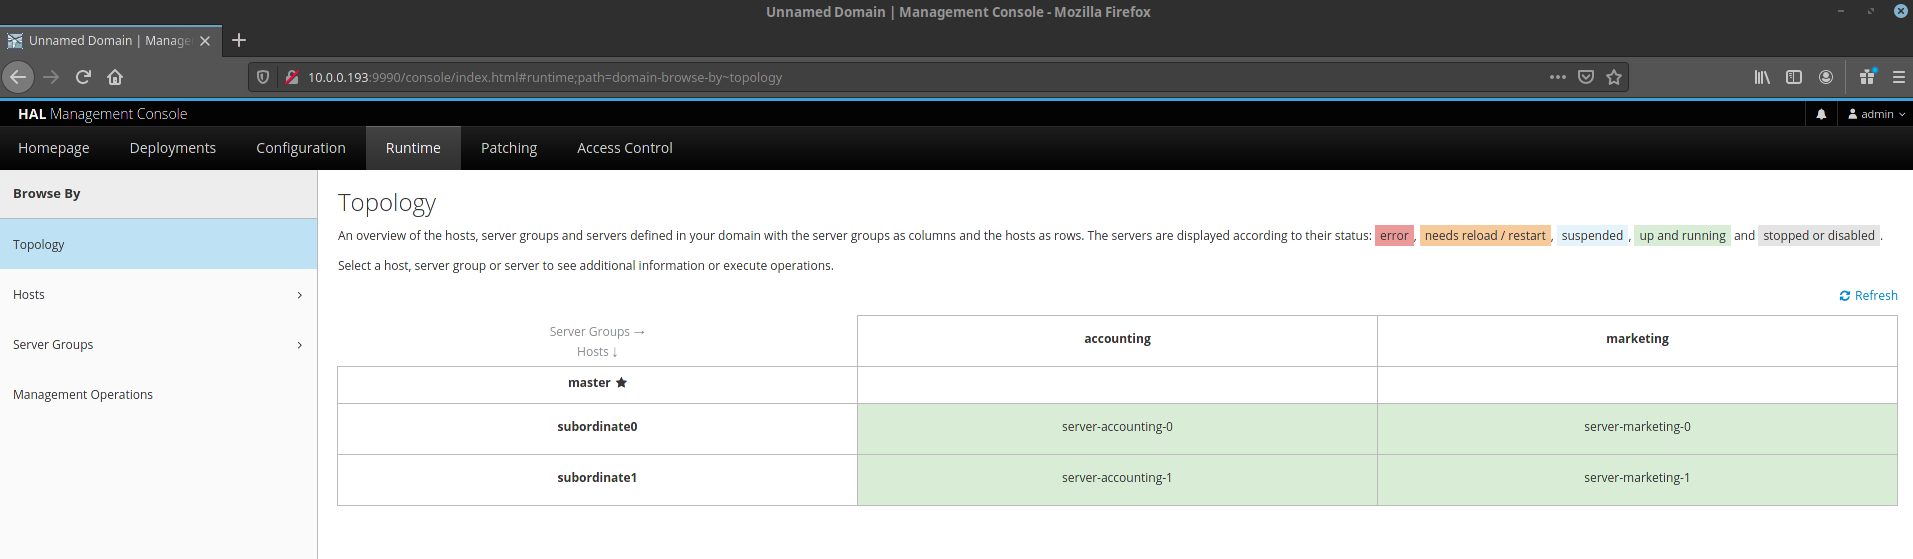 Unnamed Domain | Management Console - Mozilla Firefox
Unnamed Domain | Manage
10.0.0.193:9990/console/index.html#runtime;path=domain-browse-by~topology
HAL Management Console
admin
Homepage Deployments Configuration Runtime Patching Access Control
Browse By
Topology
Hosts
Server Groups
Management Operations
Topology
An overview of the hosts, server groups and servers defined in your domain with the server groups as columns and the hosts as rows. The servers are displayed according to their status: error, needs reload / restart, suspended, up and running and stopped or disabled.
Select a host, server group or server to see additional information or execute operations.
Refresh
Server Groups →
Hosts ↓
accounting marketing
master ★
subordinate0 server-accounting-0 server-marketing-0
subordinate1 server-accounting-1 server-marketing-1